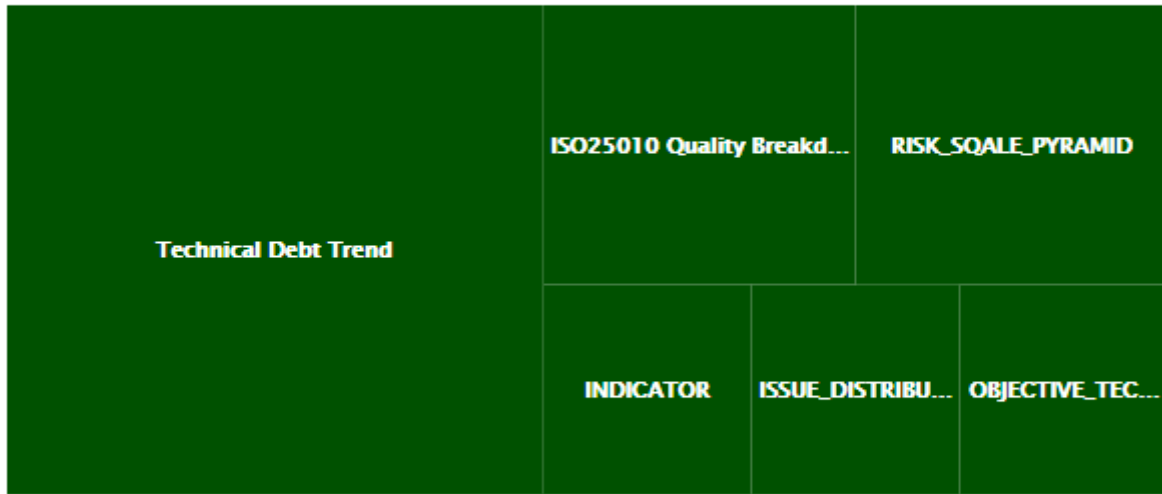 Technical Debt Trend
ISO25010 Quality Breakd...
RISK_SQALE_PYRAMID
INDICATOR
ISSUE_DISTRIBU...
OBJECTIVE_TEC...